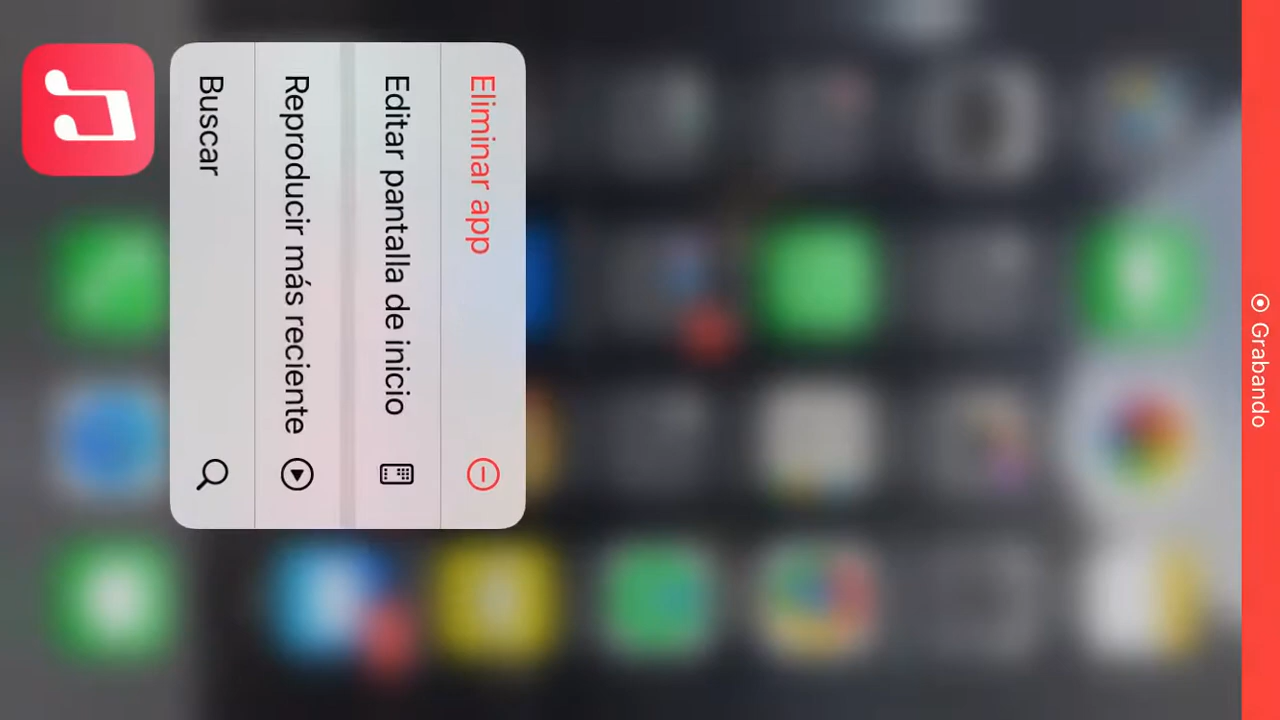 Grabando
Eliminar app
Editar pantalla de inicio
Reproducir más reciente
Buscar